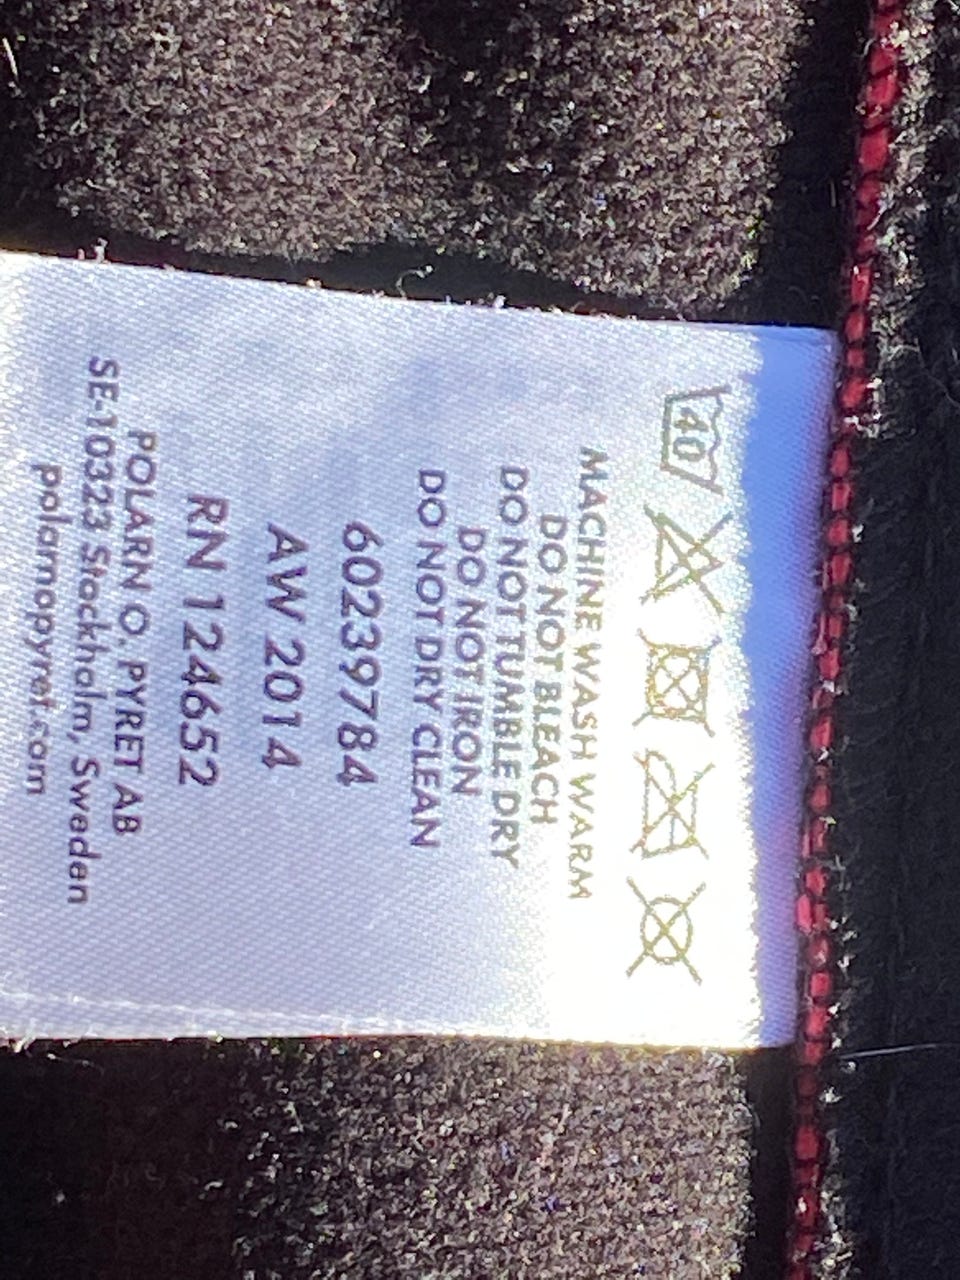 40
MACHINE WASH WARM
DO NOT BLEACH
DO NOT TUMBLE DRY
DO NOT IRON
DO NOT DRY CLEAN
60239784
AW 2014
RN 124652
POLARN O. PYRET AB
SE-10323 Stockholm, Sweden
polarnopyret.com